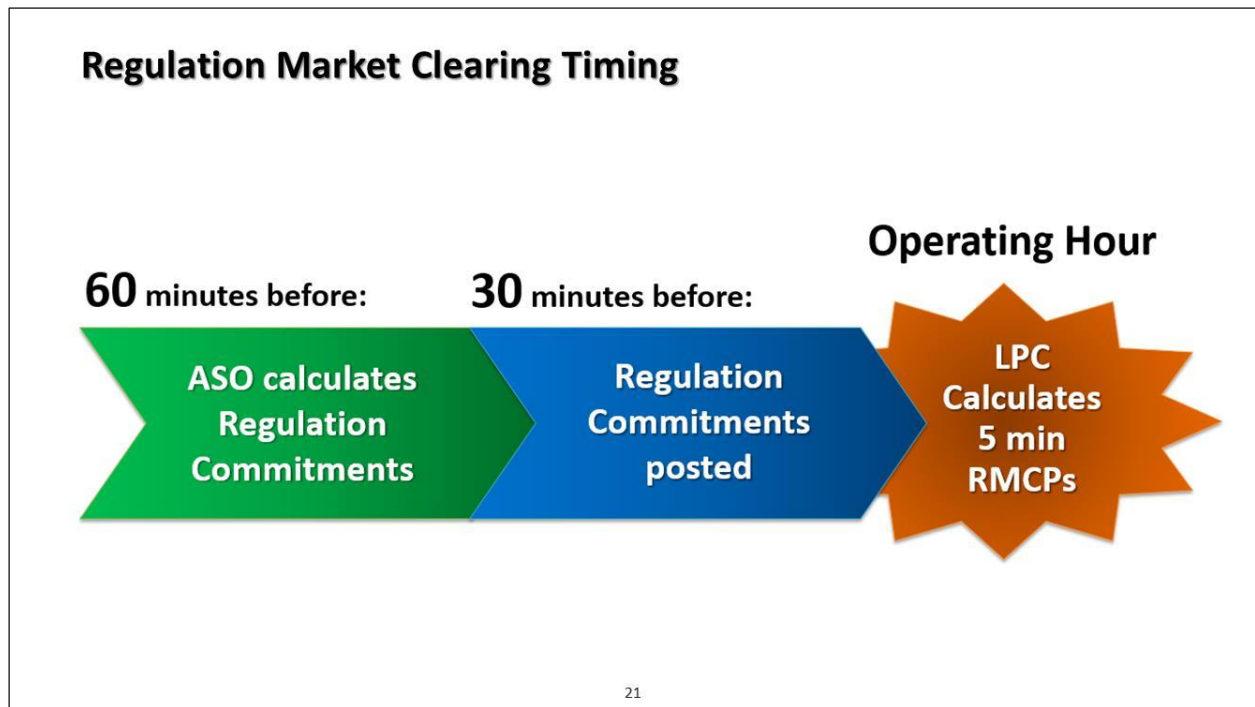 Regulation Market Clearing Timing
60 minutes before:
ASO calculates
Regulation
Commitments
30 minutes before:
Regulation
Commitments
posted
Operating Hour
LPC
Calculates
5 min
RMCPs
21